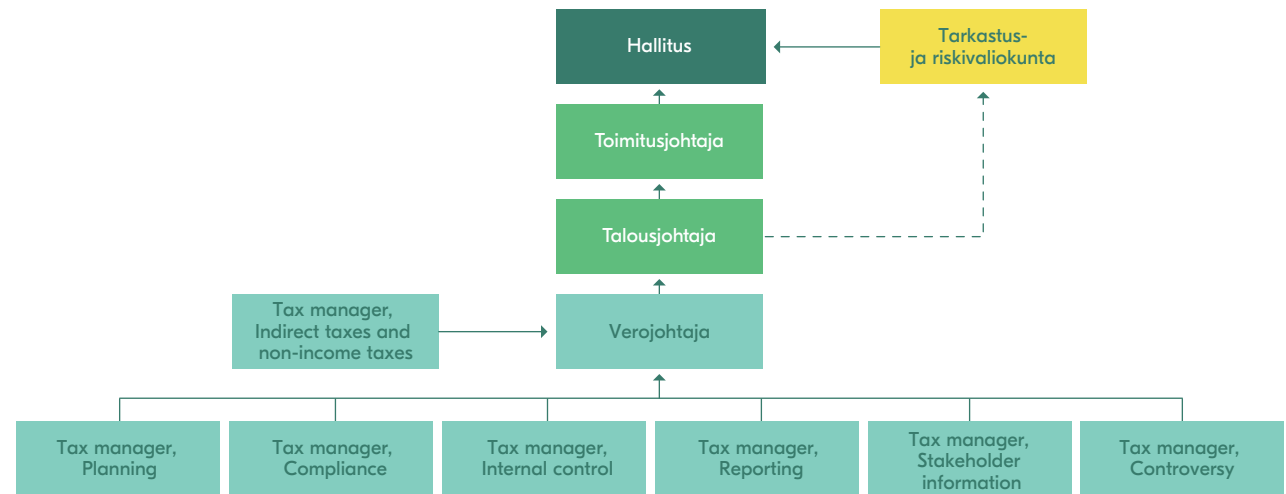 Hallitus
Tarkastus-
ja riskivaliokunta
Toimitusjohtaja
Talousjohtaja
Tax manager,
Indirect taxes and
non-income taxes
Verojohtaja
Tax manager,
Planning
Tax manager,
Compliance
Tax manager,
Internal control
Tax manager,
Reporting
Tax manager,
Stakeholder
information
Tax manager,
Controversy